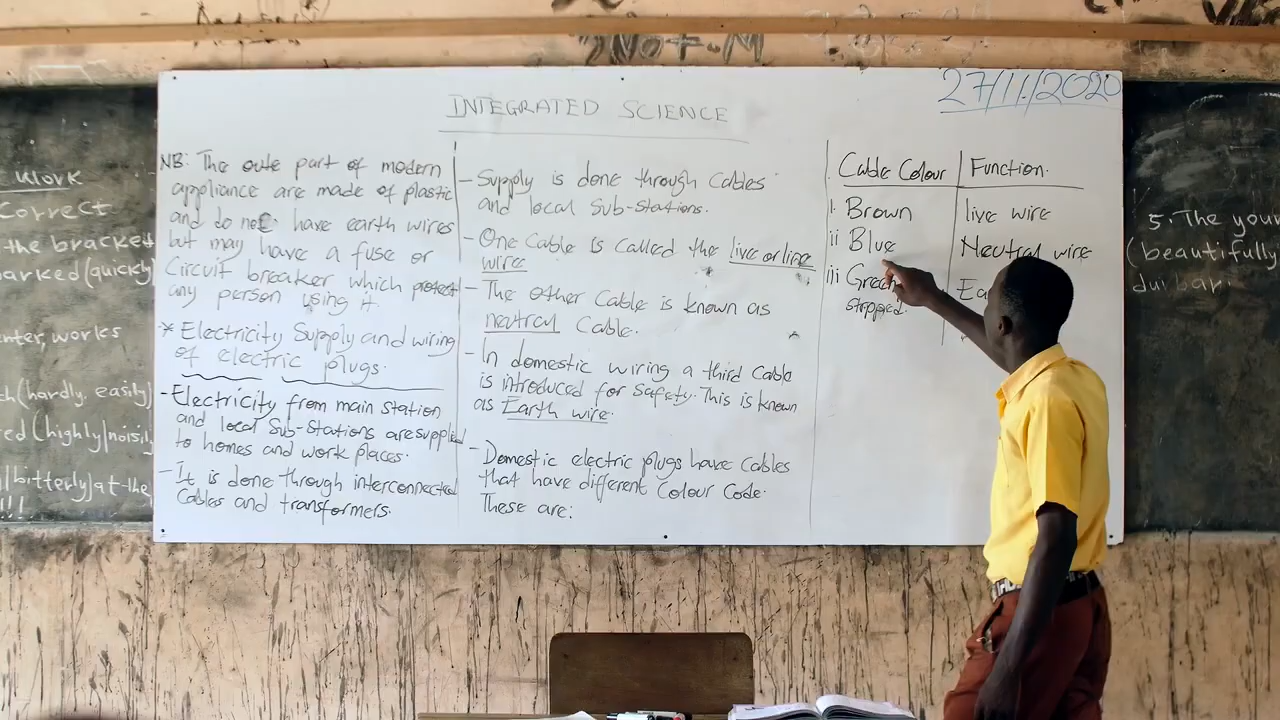 3NOT.M
27/11/2020
INTEGRATED SCIENCE
work
Correct
the bracket
arked (quickly
enter, works
ch (hardly, easily)
red (highly/noisil
/bitterly) at the
!!!
NB: The oute part of modern
appliance are made of plastic
and do not have earth wires
but may have a fuse or
Circuit breaker which protect
any person using it.
* Electricity Supply and wiring
of electric plugs.
- Electricity from main station
and local Sub-Stations are supplied
to homes and work places.
- It is done through interconnected
Cables and transformers.
- Supply is done through Cables
and local Sub-Stations.
- One Cable is called the live or line
wire
- The other Cable is known as
neutral Cable.
- In domestic wiring a third Cable
is introduced for Safety. This is known
as Earth wire.
- Domestic electric plugs have Cables
that have different Colour Code.
These are:
Cable Colour Function.
i. Brown live wire
ii Blue Neutral wire
iii Green Ea
stripped.
5. The your
(beautifully
durbar.